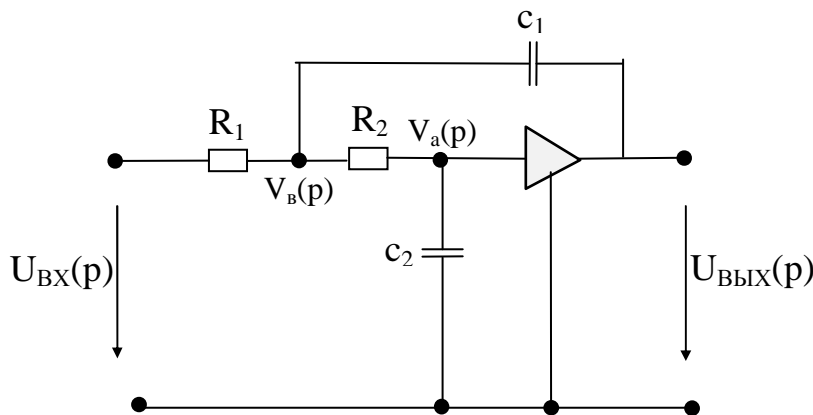 c₁
R₁
R₂
Vₐ(p)
Vв(p)
c₂
UВХ(p)
UВЫХ(p)